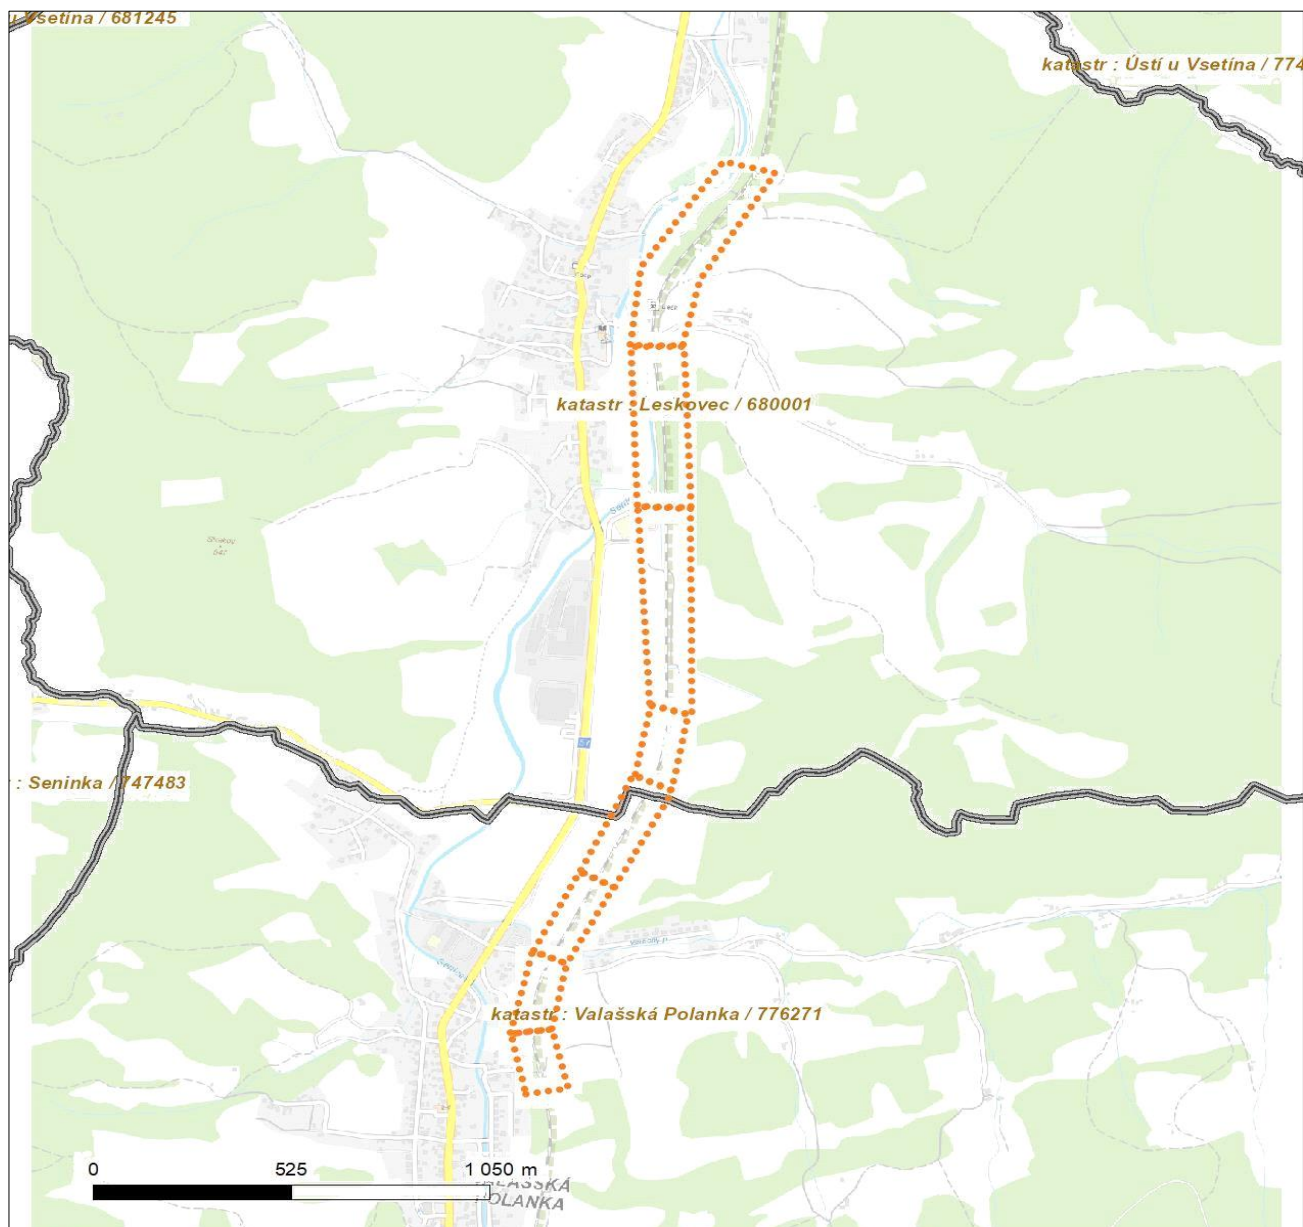 u Vsetína / 681245
katastr : Ústí u Vsetína / 774
katastr : Leskovec / 680001
: Seninka / 747483
katastr : Valašská Polanka / 776271
0 525 1 050 m
VALAŠSKÁ
POLANKA